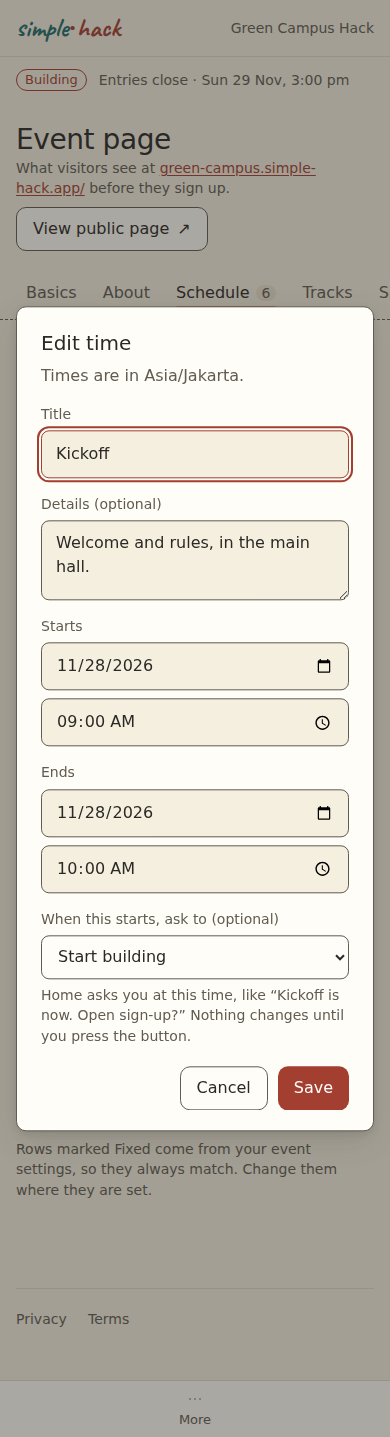 simple hack
Green Campus Hack
Building
Entries close · Sun 29 Nov, 3:00 pm
Event page
What visitors see at green-campus.simple-
hack.app/ before they sign up.
View public page ↗
Basics About Schedule 6 Tracks S
Edit time
Times are in Asia/Jakarta.
Title
Kickoff
Details (optional)
Welcome and rules, in the main
hall.
Starts
11/28/2026
09:00 AM
Ends
11/28/2026
10:00 AM
When this starts, ask to (optional)
Start building
Home asks you at this time, like “Kickoff is
now. Open sign-up?” Nothing changes until
you press the button.
Cancel
Save
Rows marked Fixed come from your event
settings, so they always match. Change them
where they are set.
Privacy Terms
...
More